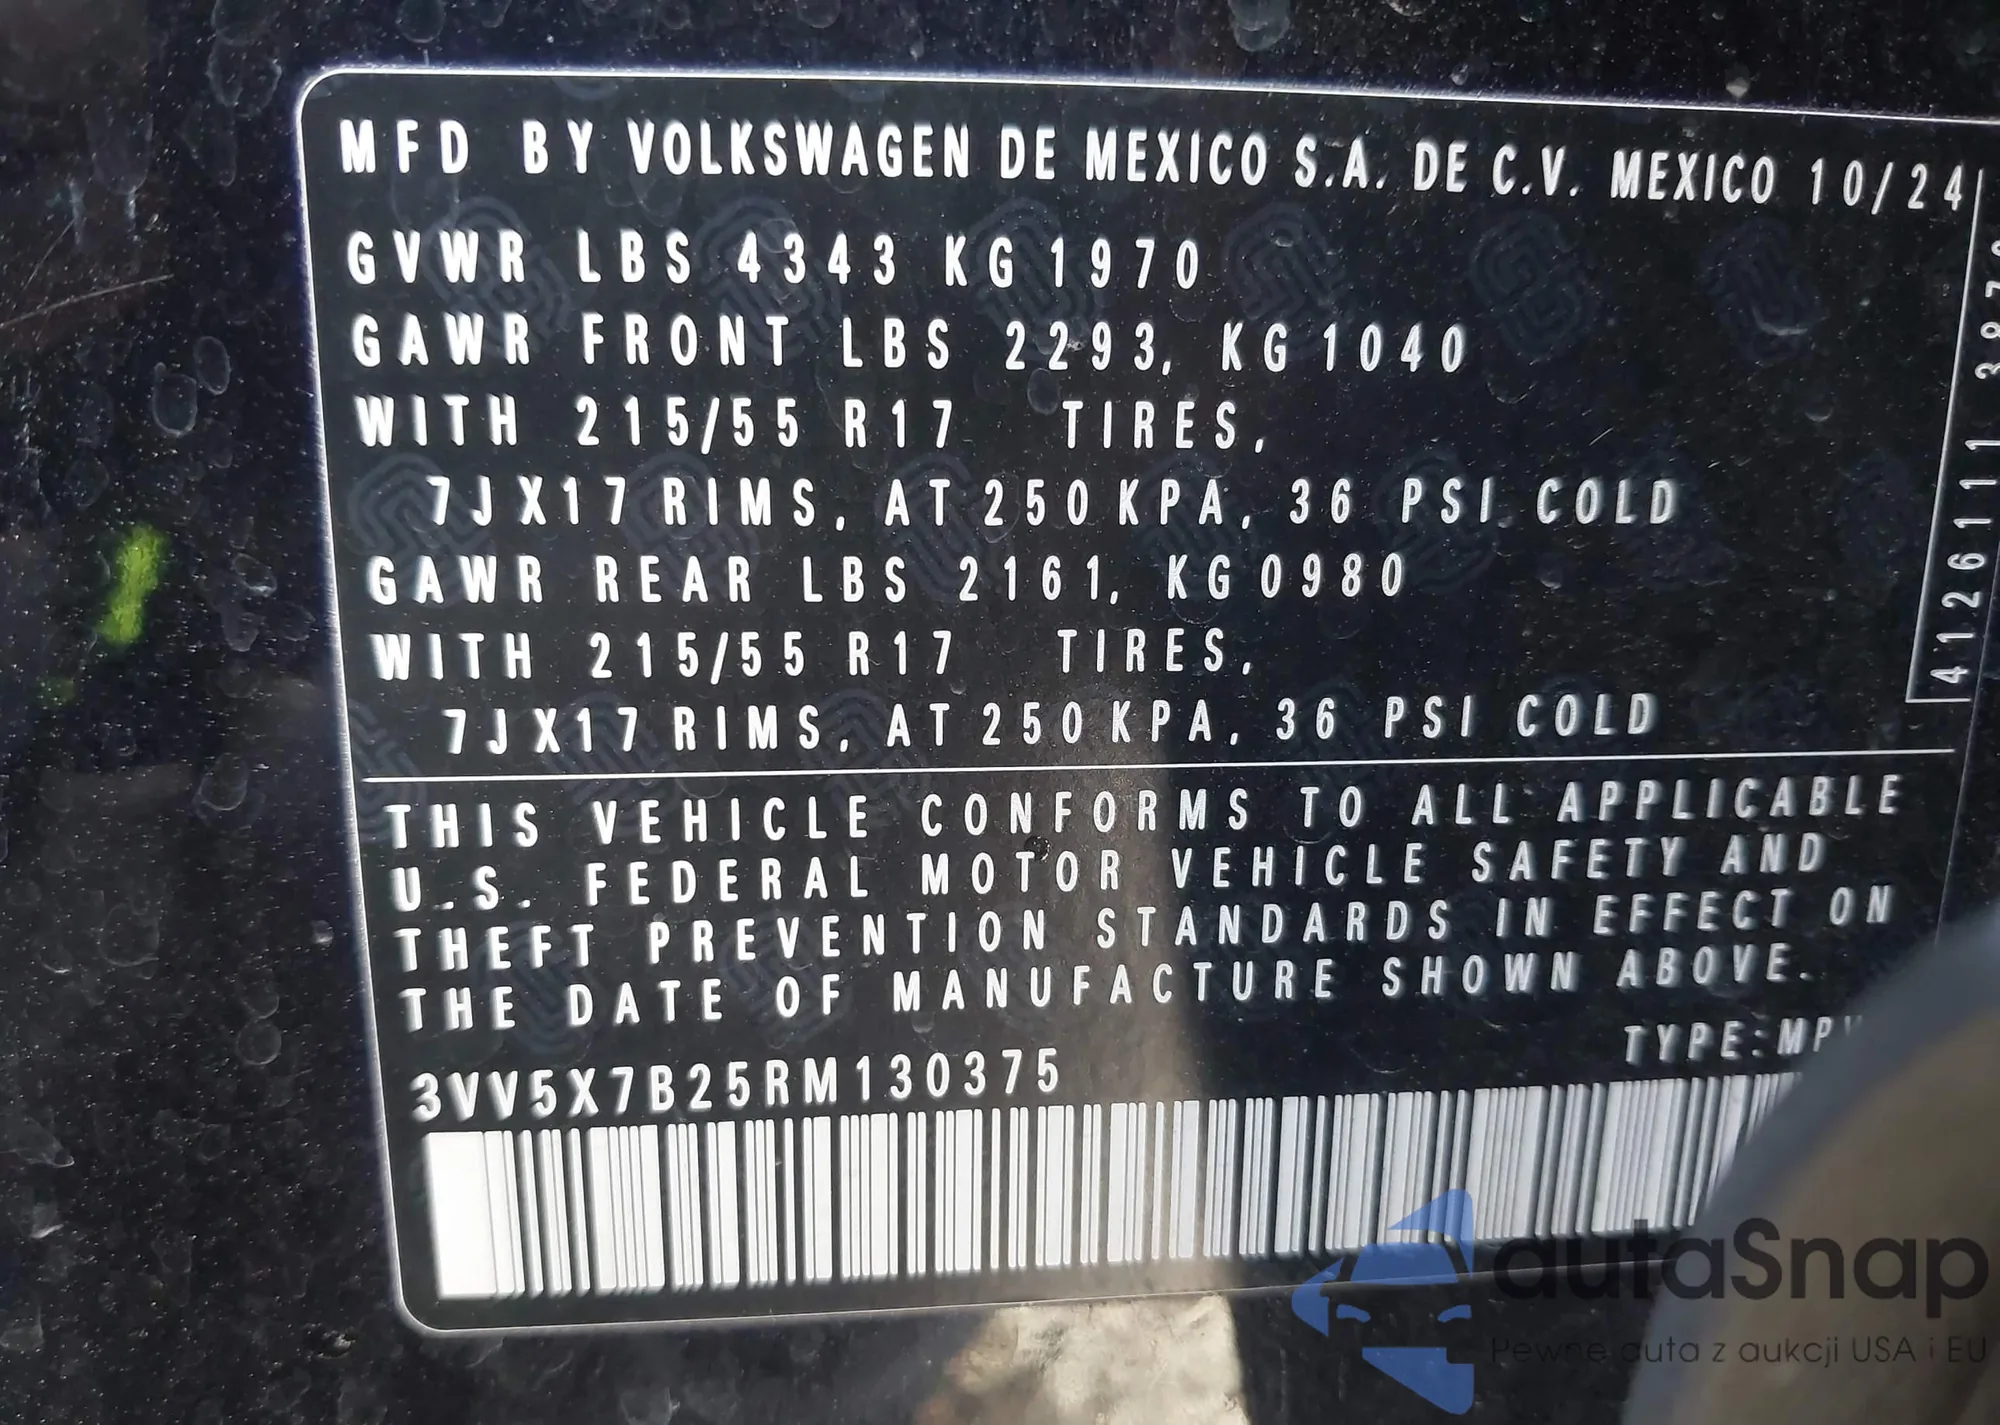 MFD BY VOLKSWAGEN DE MEXICO S.A. DE C.V. MEXICO 10/24
GVWR LBS 4343 KG 1970
GAWR FRONT LBS 2293, KG 1040
WITH 215/55 R17 TIRES,
7JX17 RIMS, AT 250 KPA, 36 PSI COLD
GAWR REAR LBS 2161, KG 0980
WITH 215/55 R17 TIRES,
7JX17 RIMS, AT 250 KPA, 36 PSI COLD
4126111
THIS VEHICLE CONFORMS TO ALL APPLICABLE
U.S. FEDERAL MOTOR VEHICLE SAFETY AND
THEFT PREVENTION STANDARDS IN EFFECT ON
THE DATE OF MANUFACTURE SHOWN ABOVE.
TYPE:
3VV5X7B25RM130375
autaSnap
Pewne auta z aukcji USA i EU